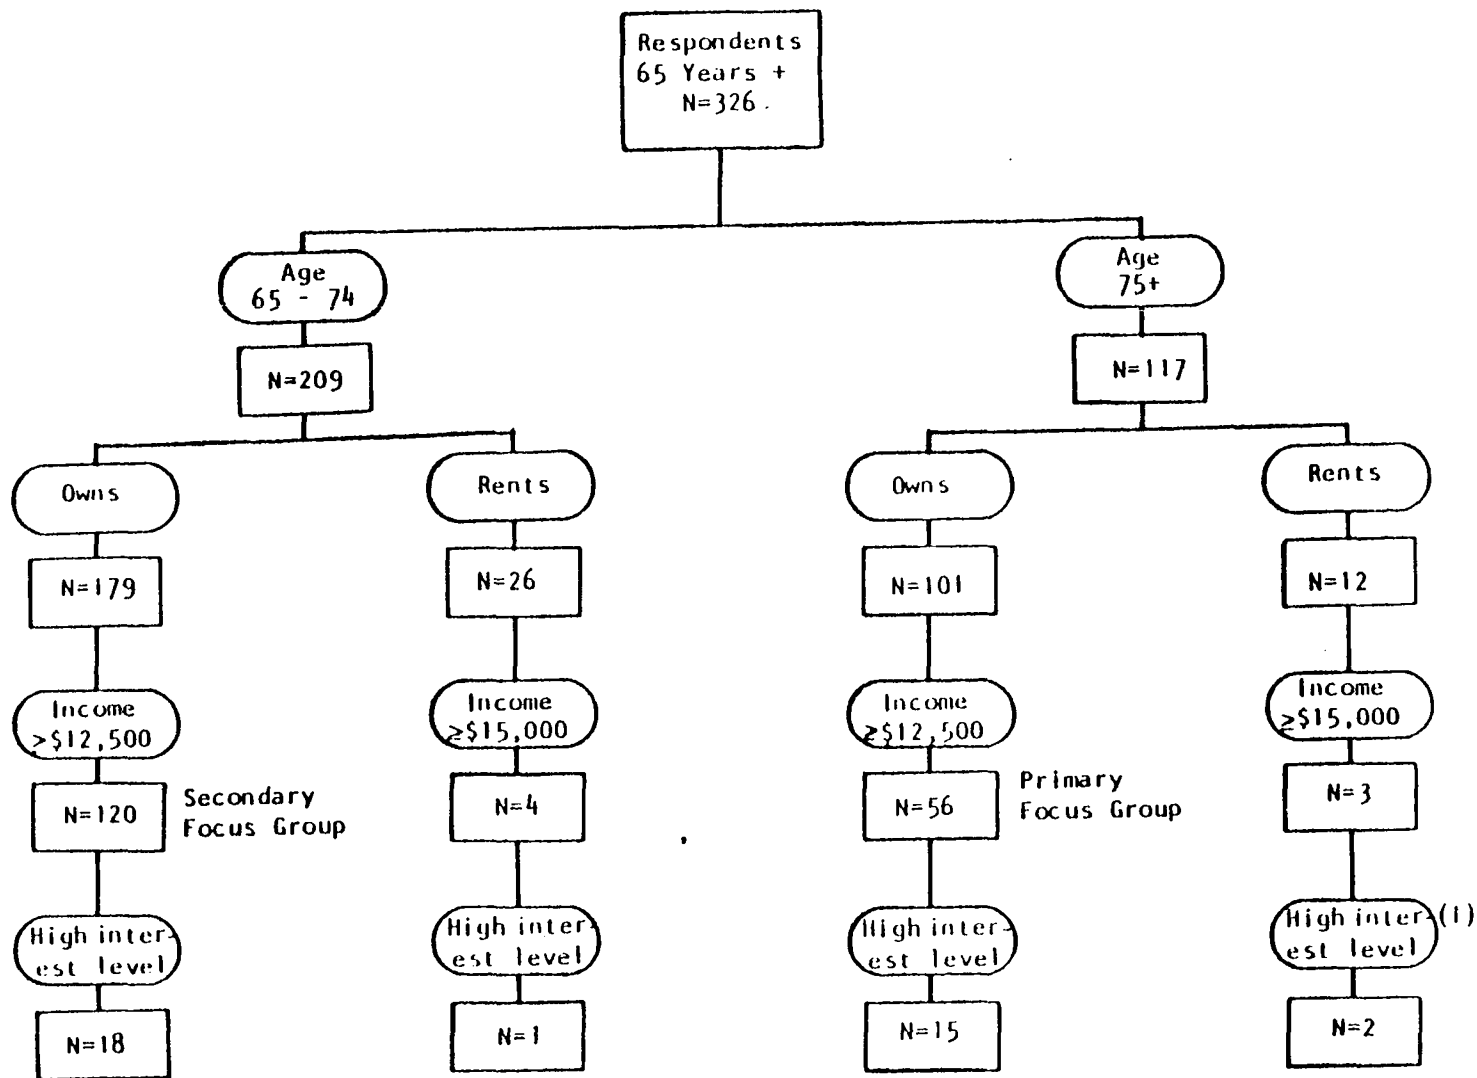 Respondents
65 Years +
N=326.
Age
65 - 74
Age
75+
N=209
N=117
Owns
Rents
Owns
Rents
N=179
N=26
N=101
N=12
Income
>$12,500
Income
≥$15,000
Income
≥$12,500
Income
≥$15,000
N=120
Secondary
Focus Group
N=4
N=56
Primary
Focus Group
N=3
High inter-
est level
High inter-
est level
High inter-
est level
High inter-(1)
est level
N=18
N=1
N=15
N=2